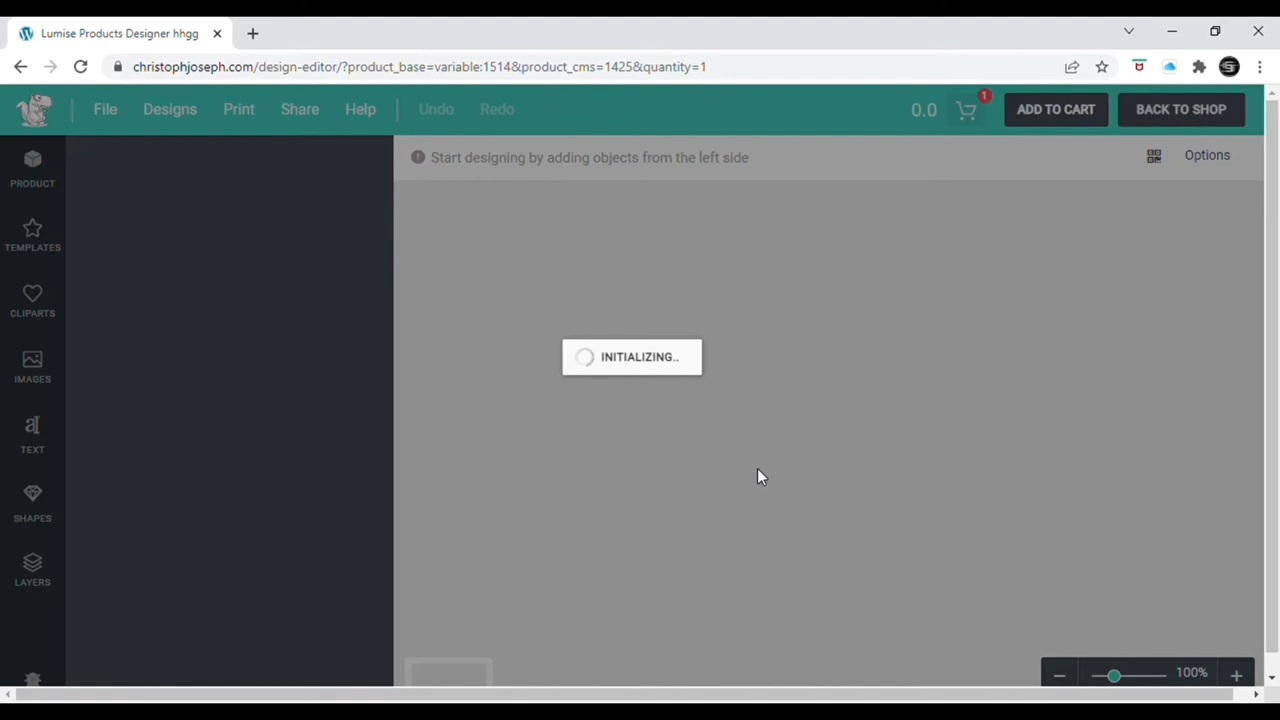 Lumise Products Designer hhgg
christophjoseph.com/design-editor/?product_base=variable:1514&product_cms=1425&quantity=1
File Designs Print Share Help Undo Redo 0.0 1 ADD TO CART BACK TO SHOP
Start designing by adding objects from the left side Options
PRODUCT
TEMPLATES
CLIPARTS
IMAGES
TEXT
SHAPES
LAYERS
INITIALIZING..
100%